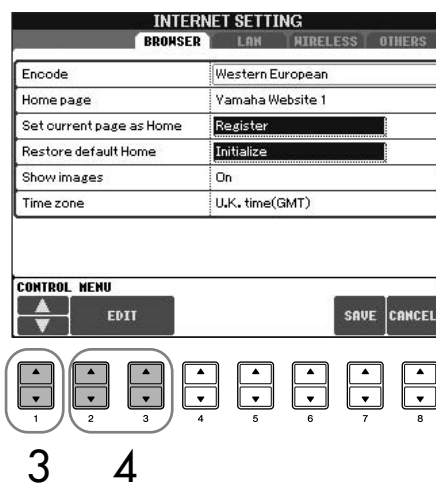 INTERNET SETTING
BROWSER LAN WIRELESS OTHERS
Encode Western European
Home page Yamaha Website 1
Set current page as Home Register
Restore default Home Initialize
Show images On
Time zone U.K. time(GMT)
CONTROL MENU
EDIT SAVE CANCEL
1 2 3 4 5 6 7 8
3 4